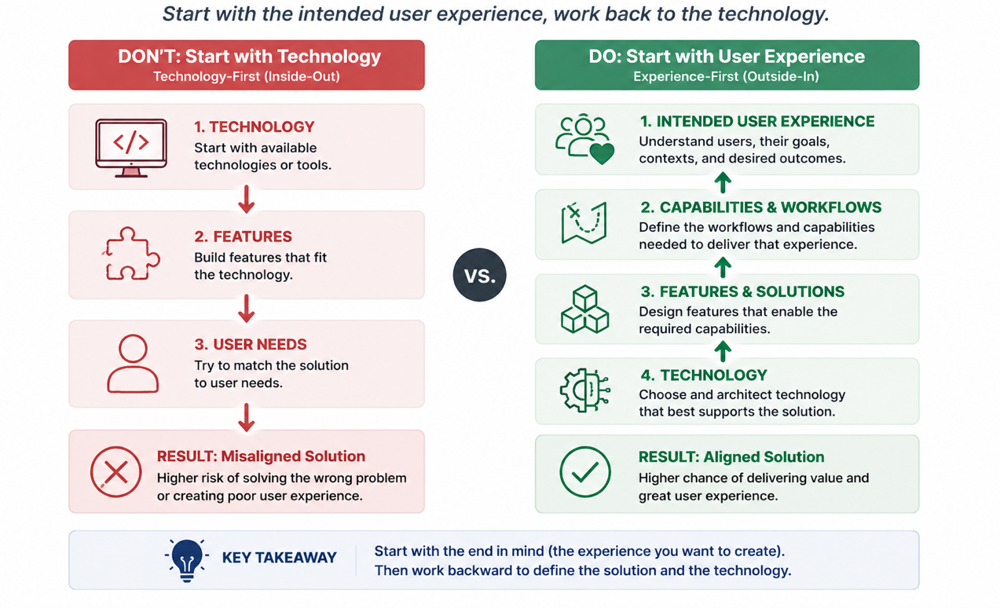 Start with the intended user experience, work back to the technology.
DON'T: Start with Technology
Technology-First (Inside-Out)
1. TECHNOLOGY
Start with available
technologies or tools.
2. FEATURES
Build features that fit
the technology.
3. USER NEEDS
Try to match the solution
to user needs.
RESULT: Misaligned Solution
Higher risk of solving the wrong problem
or creating poor user experience.
VS.
DO: Start with User Experience
Experience-First (Outside-In)
1. INTENDED USER EXPERIENCE
Understand users, their goals,
contexts, and desired outcomes.
2. CAPABILITIES & WORKFLOWS
Define the workflows and capabilities
needed to deliver that experience.
3. FEATURES & SOLUTIONS
Design features that enable the
required capabilities.
4. TECHNOLOGY
Choose and architect technology
that best supports the solution.
RESULT: Aligned Solution
Higher chance of delivering value and
great user experience.
KEY TAKEAWAY
Start with the end in mind (the experience you want to create).
Then work backward to define the solution and the technology.